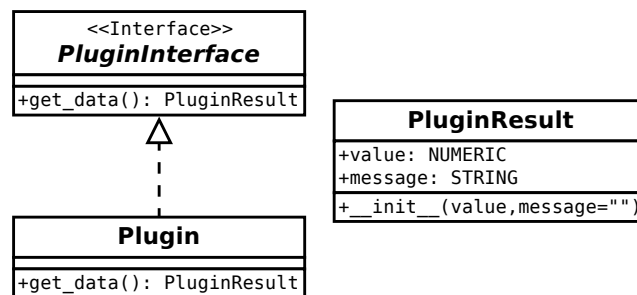 <<Interface>>
PluginInterface
+get_data(): PluginResult
PluginResult
+value: NUMERIC
+message: STRING
+__init__(value,message="")
Plugin
+get_data(): PluginResult